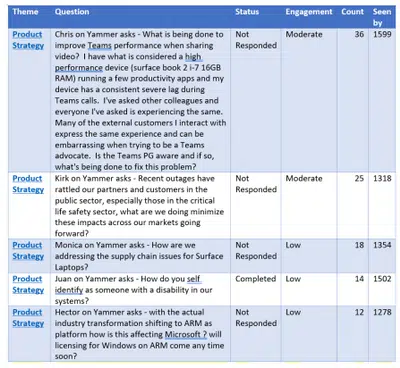 Theme Question Status Engagement Count Seen by
Product Strategy
Chris on Yammer asks - What is being done to
improve Teams performance when sharing
video?  I have what is considered a high
performance device (surface book 2 i-7 16GB
RAM) running a few productivity apps and my
device has a consistent severe lag during
Teams calls.  I've asked other colleagues and
everyone I've asked is experiencing the same.
Many of the external customers I interact with
express the same experience and can be
embarrassing when trying to be a Teams
advocate.  Is the Teams PG aware and if so,
what's being done to fix this problem?
Not Responded
Moderate
36
1599
Product Strategy
Kirk on Yammer asks - Recent outages have
rattled our partners and customers in the
public sector, especially those in the critical
life safety sector, what are we doing minimize
these impacts across our markets going
forward?
Not Responded
Moderate
25
1318
Product Strategy
Monica on Yammer asks - How are we
addressing the supply chain issues for Surface
Laptops?
Not Responded
Low
18
1354
Product Strategy
Juan on Yammer asks - How do you self
identify as someone with a disability in our
systems?
Completed
Low
14
1502
Product Strategy
Hector on Yammer asks - with the actual
industry transformation shifting to ARM as
platform how is this affecting Microsoft ? will
licensing for Windows on ARM come any time
soon?
Not Responded
Low
12
1278